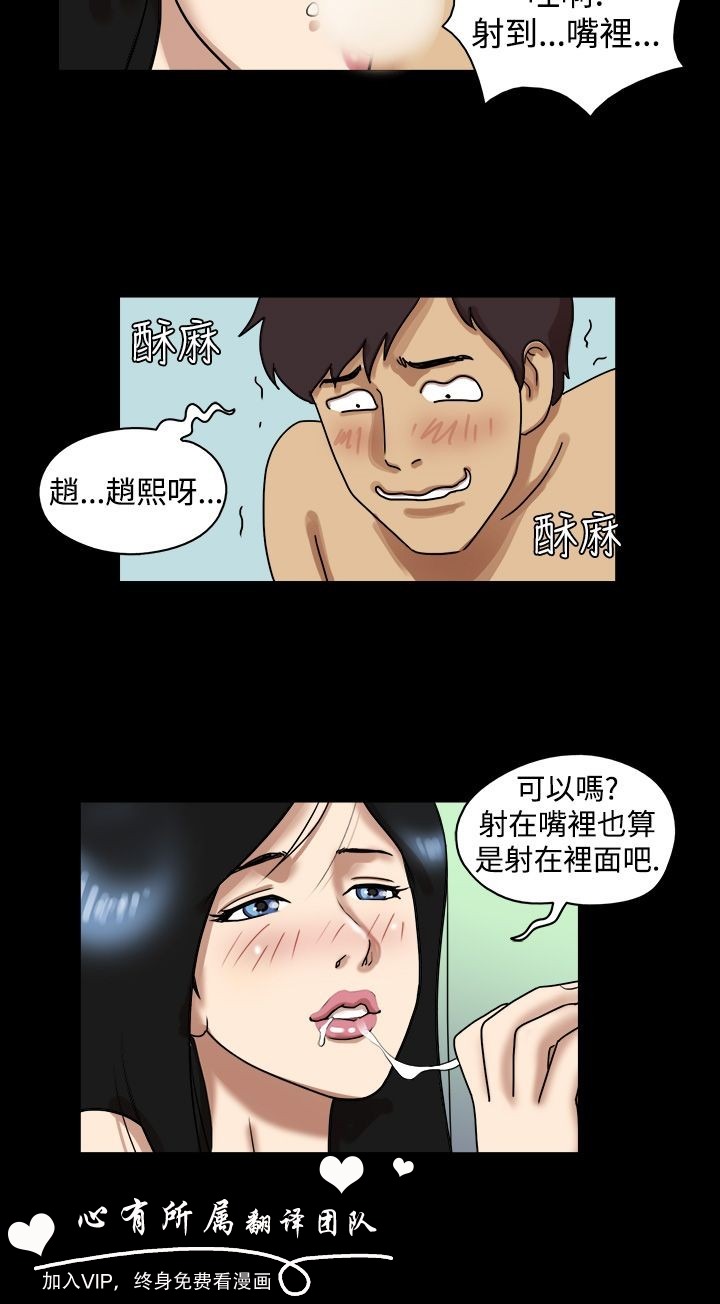 射到...嘴裡...
酥麻
趙...趙熙呀...
酥麻
可以嗎?
射在嘴裡也算
是射在裡面吧.
心有所属翻译团队
加入VIP，终身免费看漫画